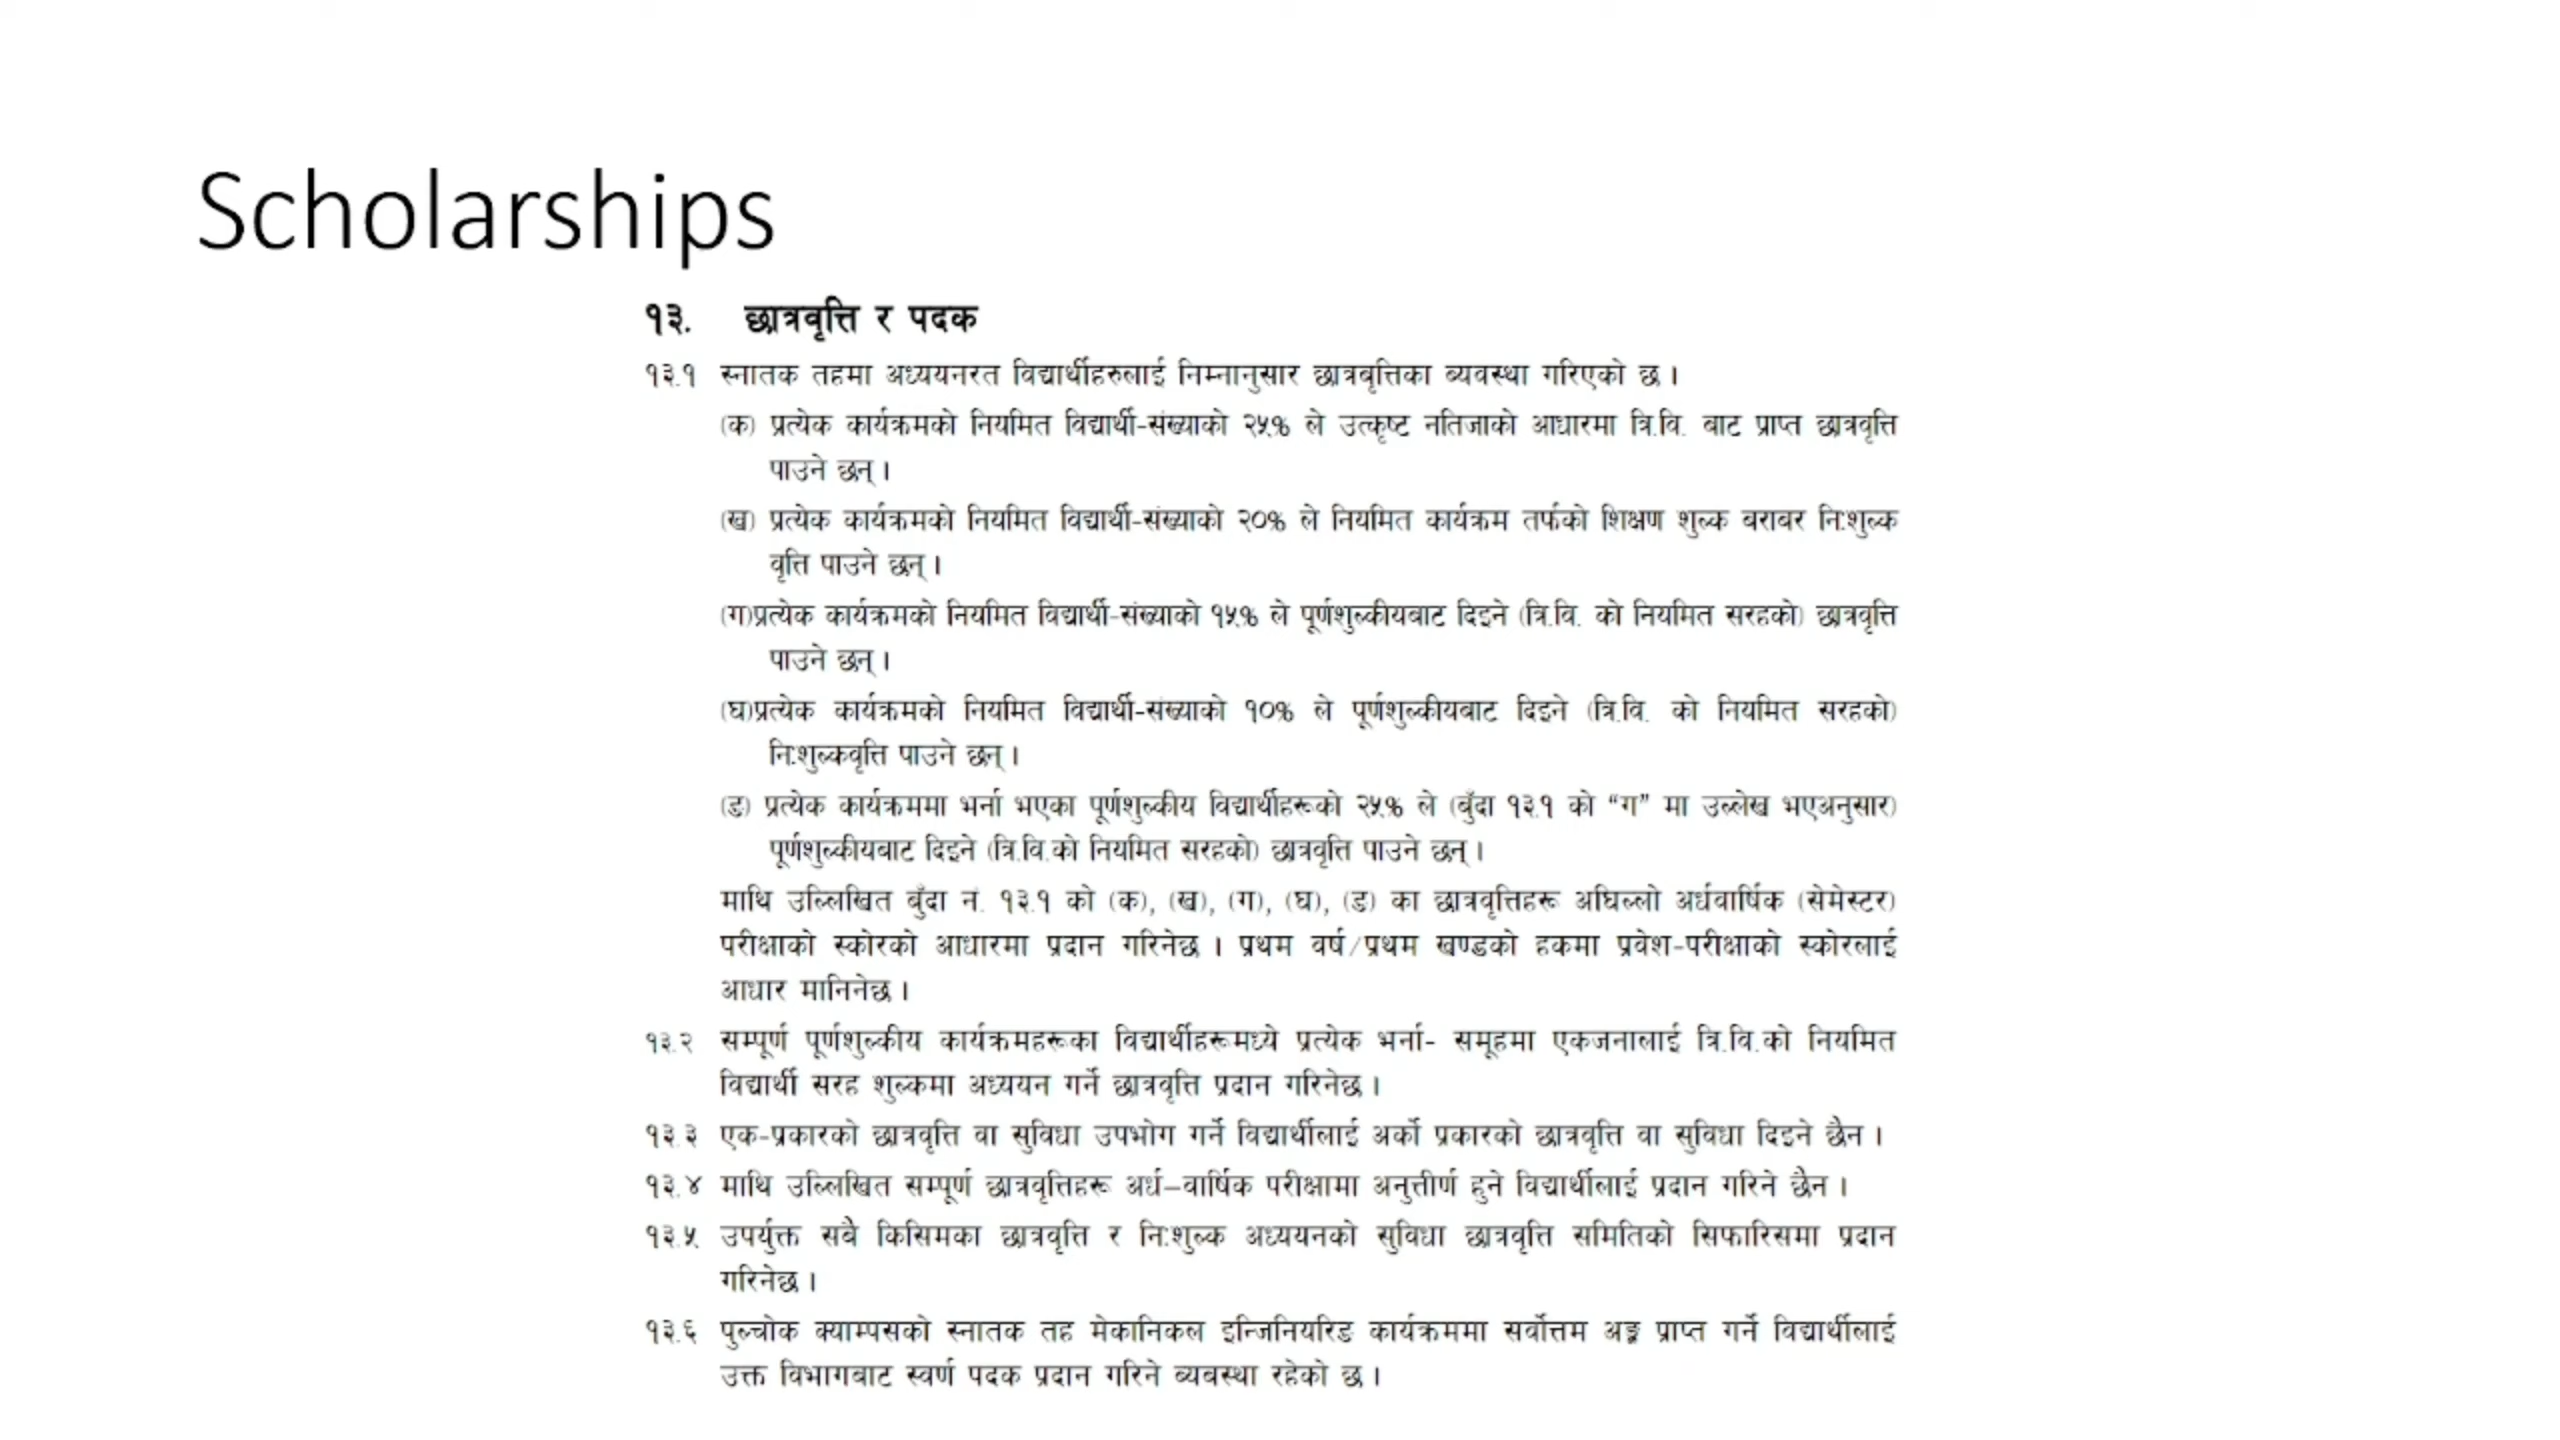 Scholarships
१३. छात्रवृत्ति र पदक
१३.१ स्नातक तहमा अध्ययनरत विद्यार्थीहरुलाई निम्नानुसार छात्रवृत्तिका ब्यवस्था गरिएको छ ।
(क) प्रत्येक कार्यक्रमको नियमित विद्यार्थी-संख्याको २५% ले उत्कृष्ट नतिजाको आधारमा त्रि.वि. बाट प्राप्त छात्रवृत्ति
पाउने छन् ।
(ख) प्रत्येक कार्यक्रमको नियमित विद्यार्थी-संख्याको २०% ले नियमित कार्यक्रम तर्फको शिक्षण शुल्क बराबर नि:शुल्क
वृत्ति पाउने छन् ।
(ग)प्रत्येक कार्यक्रमको नियमित विद्यार्थी-संख्याको १५% ले पूर्णशुल्कीयबाट दिइने (त्रि.वि. को नियमित सरहको) छात्रवृत्ति
पाउने छन् ।
(घ)प्रत्येक कार्यक्रमको नियमित विद्यार्थी-संख्याको १०% ले पूर्णशुल्कीयबाट दिइने (त्रि.वि. को नियमित सरहको)
नि:शुल्कवृत्ति पाउने छन् ।
(ङ) प्रत्येक कार्यक्रममा भर्ना भएका पूर्णशुल्कीय विद्यार्थीहरूको २५% ले (बुँदा १३.१ को “ग” मा उल्लेख भएअनुसार)
पूर्णशुल्कीयबाट दिइने (त्रि.वि.को नियमित सरहको) छात्रवृत्ति पाउने छन् ।
माथि उल्लिखित बुँदा नं. १३.१ को (क), (ख), (ग), (घ), (ङ) का छात्रवृत्तिहरू अघिल्लो अर्धवार्षिक (सेमेस्टर)
परीक्षाको स्कोरको आधारमा प्रदान गरिनेछ । प्रथम वर्ष/प्रथम खण्डको हकमा प्रवेश-परीक्षाको स्कोरलाई
आधार मानिनेछ ।
१३.२ सम्पूर्ण पूर्णशुल्कीय कार्यक्रमहरूका विद्यार्थीहरूमध्ये प्रत्येक भर्ना- समूहमा एकजनालाई त्रि.वि.को नियमित
विद्यार्थी सरह शुल्कमा अध्ययन गर्ने छात्रवृत्ति प्रदान गरिनेछ ।
१३.३ एक-प्रकारको छात्रवृत्ति वा सुविधा उपभोग गर्ने विद्यार्थीलाई अर्को प्रकारको छात्रवृत्ति वा सुविधा दिइने छैन ।
१३.४ माथि उल्लिखित सम्पूर्ण छात्रवृत्तिहरू अर्ध–वार्षिक परीक्षामा अनुत्तीर्ण हुने विद्यार्थीलाई प्रदान गरिने छैन ।
१३.५ उपर्युक्त सबै किसिमका छात्रवृत्ति र नि:शुल्क अध्ययनको सुविधा छात्रवृत्ति समितिको सिफारिसमा प्रदान
गरिनेछ ।
१३.६ पुल्चोक क्याम्पसको स्नातक तह मेकानिकल इन्जिनियरिङ कार्यक्रममा सर्वोत्तम अङ्क प्राप्त गर्ने विद्यार्थीलाई
उक्त विभागबाट स्वर्ण पदक प्रदान गरिने ब्यबस्था रहेको छ ।